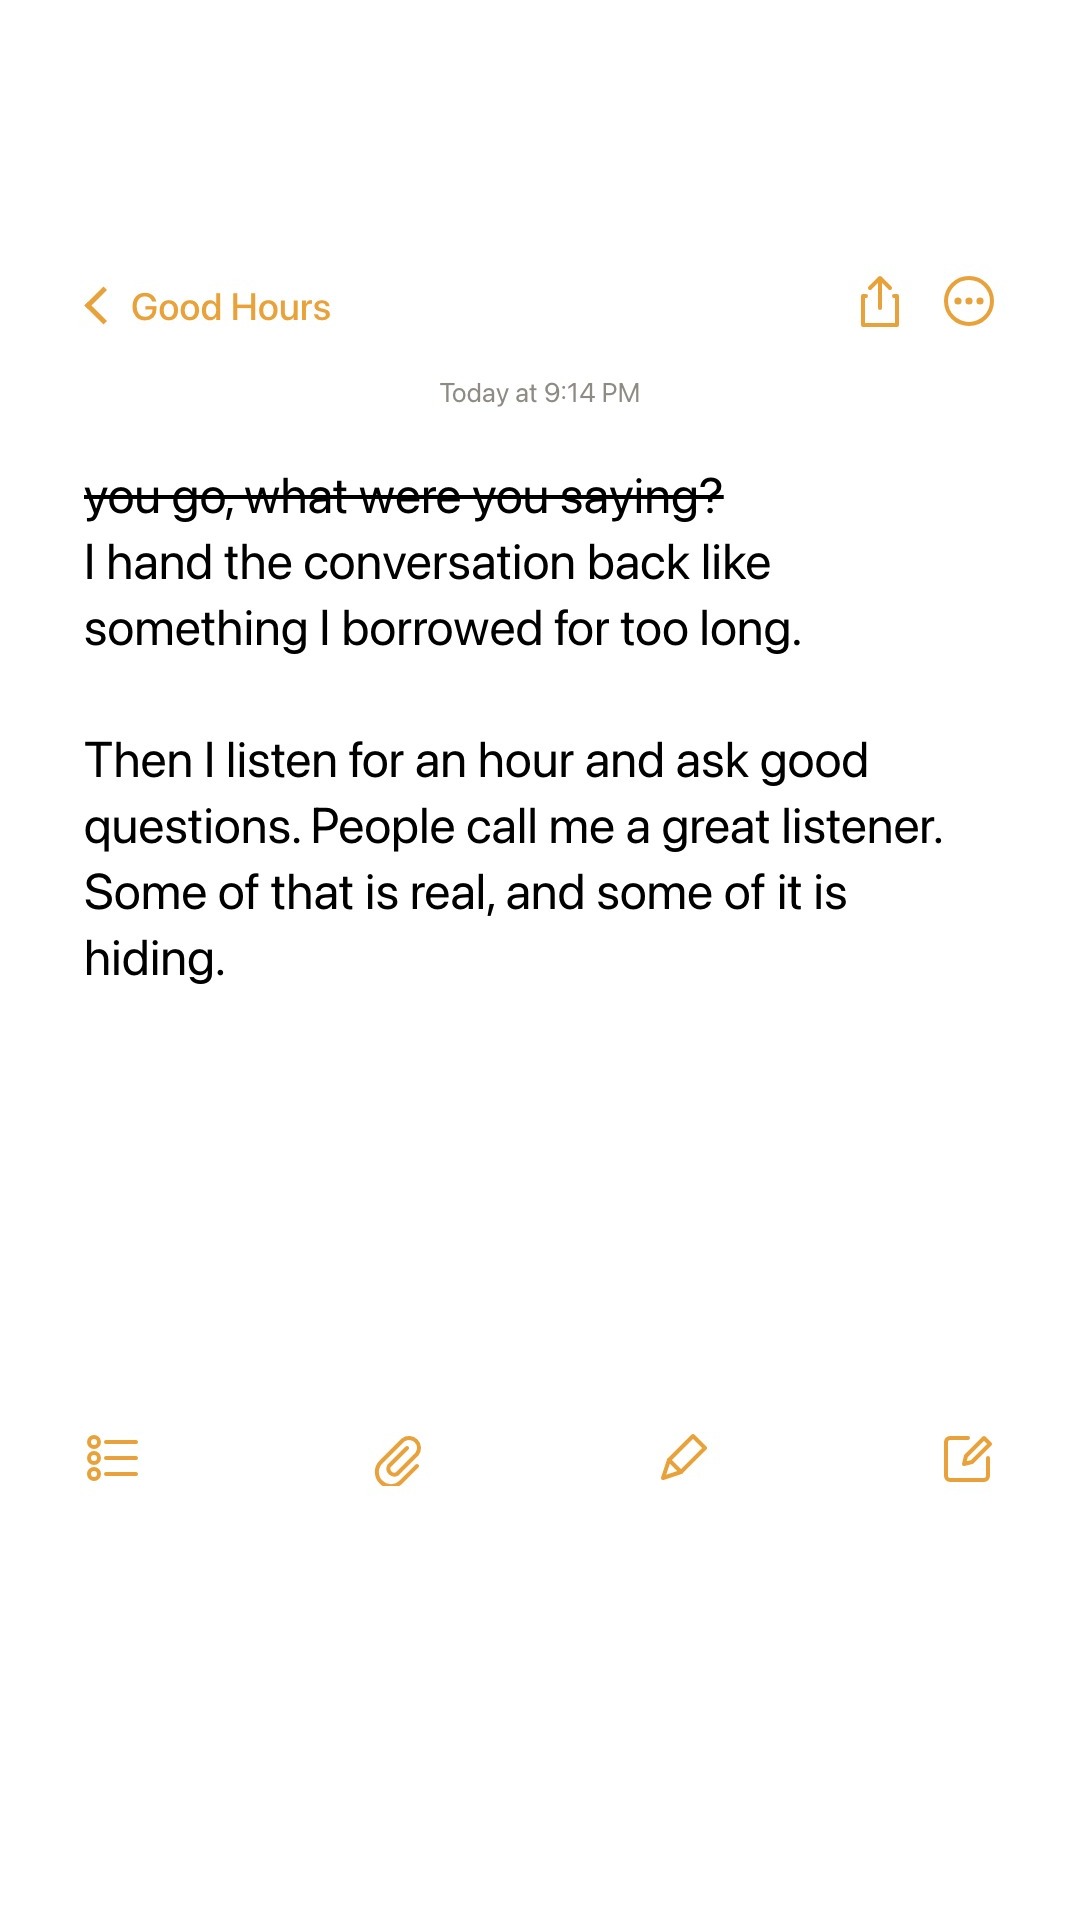 Good Hours
Today at 9:14 PM
you go, what were you saying?
I hand the conversation back like
something I borrowed for too long.
Then I listen for an hour and ask good
questions. People call me a great listener.
Some of that is real, and some of it is
hiding.